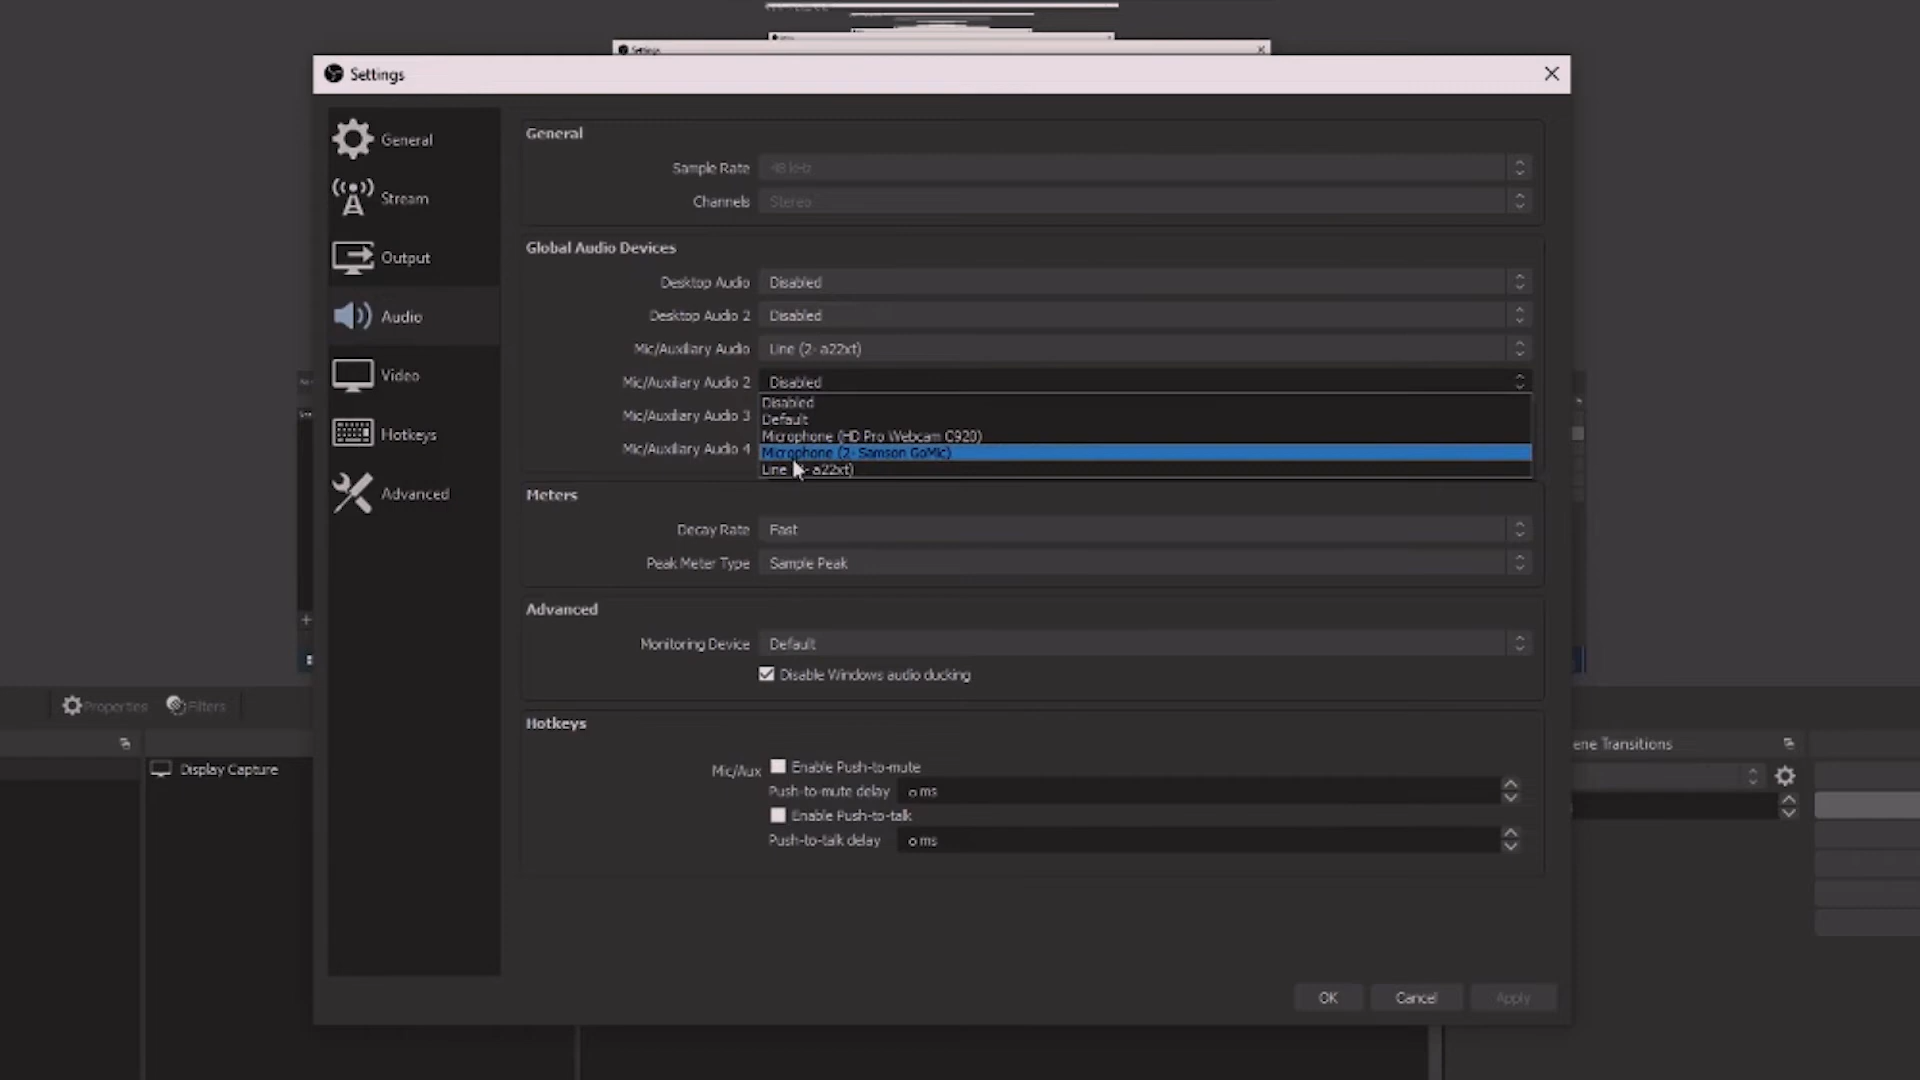 Settings
Settings
General
Stream
Output
Audio
Video
Hotkeys
Advanced
General
Sample Rate 48 kHz
Channels Stereo
Global Audio Devices
Desktop Audio Disabled
Desktop Audio 2 Disabled
Mic/Auxiliary Audio Line (2- a22xt)
Mic/Auxiliary Audio 2 Disabled
Disabled
Default
Microphone (HD Pro Webcam C920)
Microphone (2- Samson GoMic)
Line a22xt)
Mic/Auxiliary Audio 3
Mic/Auxiliary Audio 4
Meters
Decay Rate Fast
Peak Meter Type Sample Peak
Advanced
Monitoring Device Default
Disable Windows audio ducking
Hotkeys
Mic/Aux Enable Push-to-mute
Push-to-mute delay 0 ms
Enable Push-to-talk
Push-to-talk delay 0 ms
OK Cancel Apply
Properties Filters
Display Capture
ene Transitions